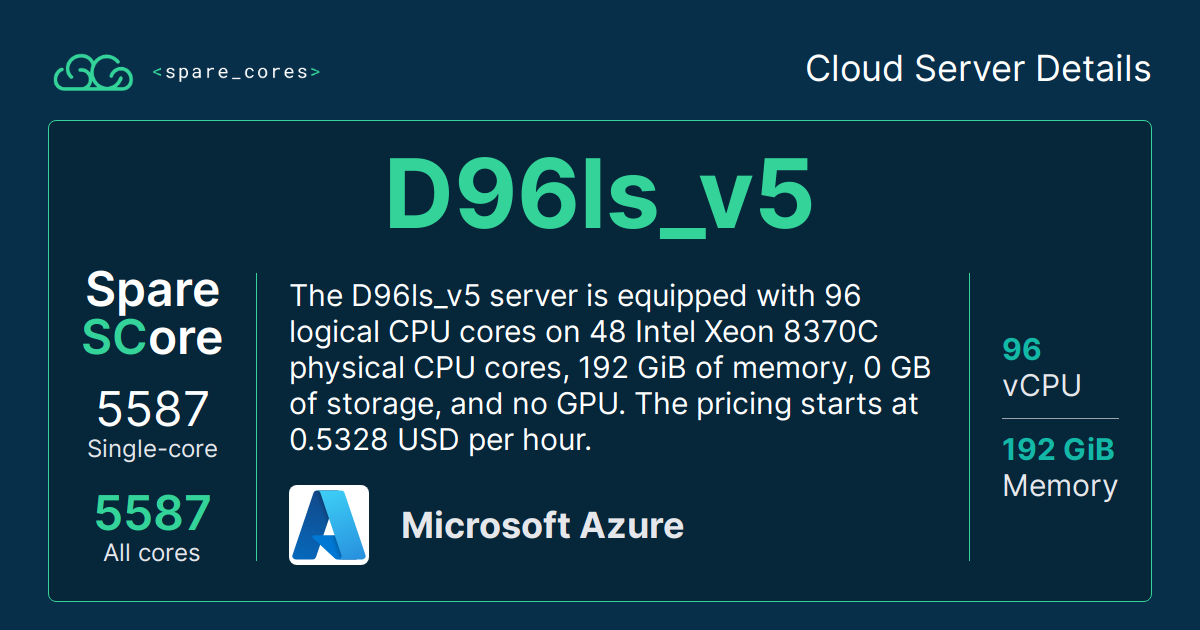 <spare_cores>
Cloud Server Details
D96ls_v5
Spare
SCore
5587
Single-core
5587
All cores
The D96ls_v5 server is equipped with 96
logical CPU cores on 48 Intel Xeon 8370C
physical CPU cores, 192 GiB of memory, 0 GB
of storage, and no GPU. The pricing starts at
0.5328 USD per hour.
Microsoft Azure
96
vCPU
192 GiB
Memory